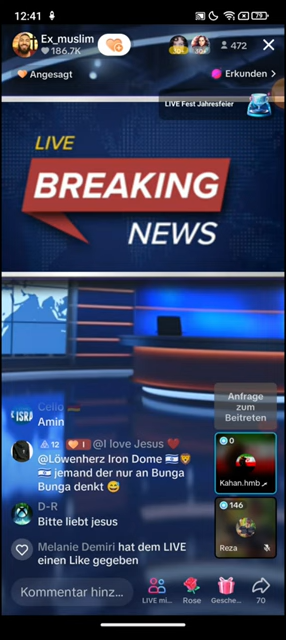 12:41
79
Ex_muslim
186.7K
472
Angesagt
Erkunden >
LIVE Fest Jahresfeier
LIVE
BREAKING
NEWS
Anfrage
zum
Beitreten
Amin
@I love Jesus
@Löwenherz Iron Dome 🇮🇱🦁
🇮🇱 jemand der nur an Bunga
Bunga denkt 😅
D-R
Bitte liebt jesus
Melanie Demiri hat dem LIVE
einen Like gegeben
0
Kahan.hmb
146
Reza
Kommentar hinz...
LIVE mi...
Rose
Gesche...
70